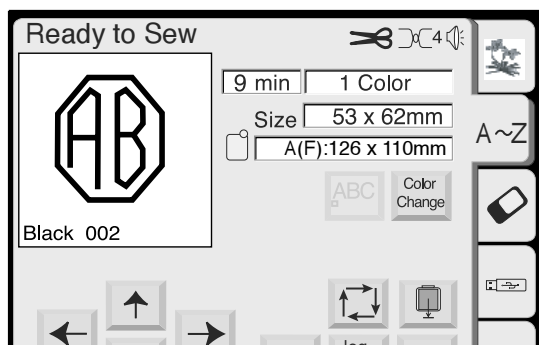 Ready to Sew
4
AB
9 min
1 Color
Size
53 x 62mm
A(F):126 x 110mm
A~Z
ABC
Color
Change
Black 002